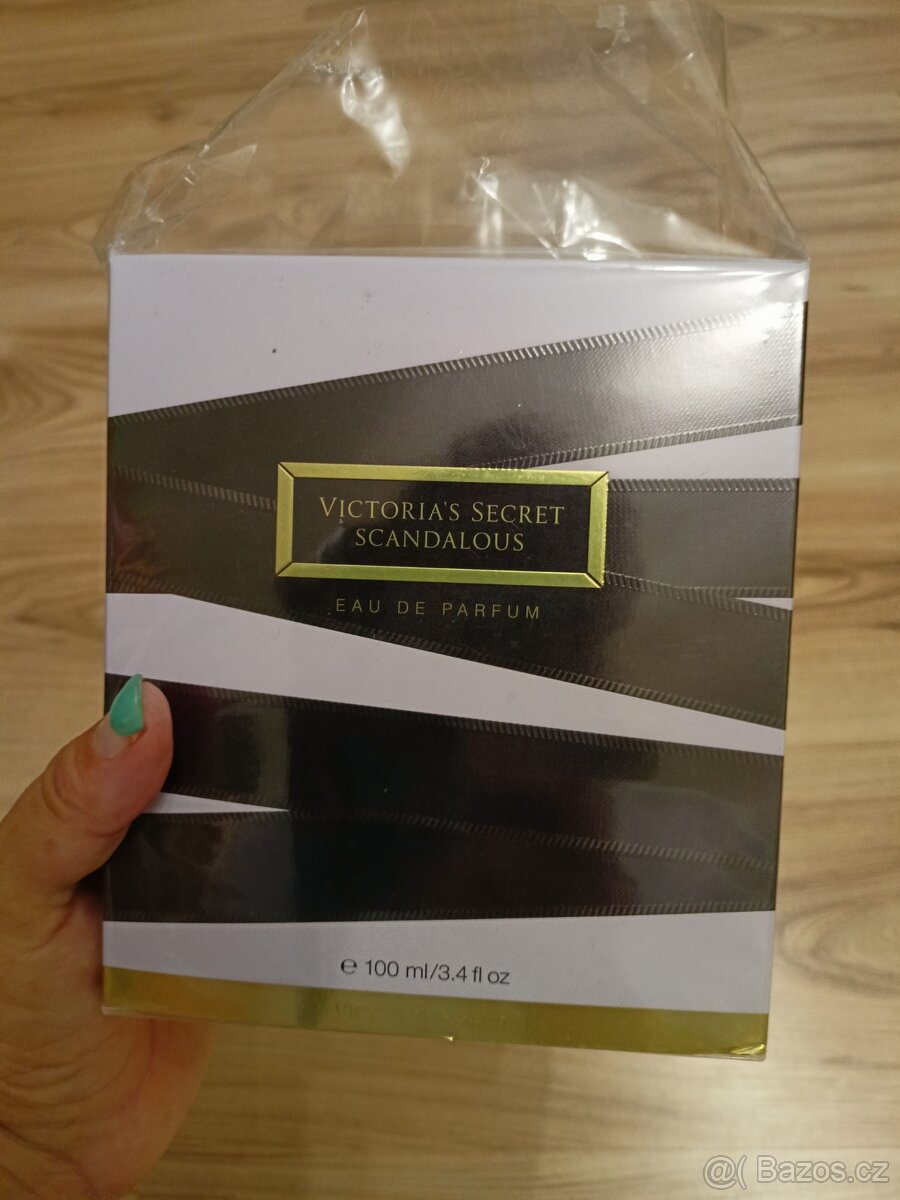 VICTORIA'S SECRET
SCANDALOUS
EAU DE PARFUM
℮ 100 ml/3.4 fl oz
@( Bazos.cz